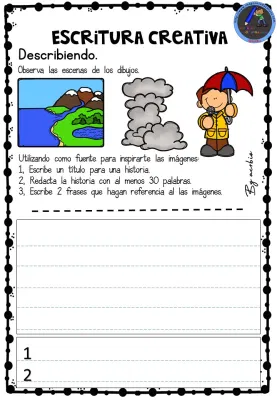 ESCRITURA CREATIVA
Describiendo.
Observa las escenas de los dibujos.
Utilizando como fuente para inspirarte las imágenes:
1, Escribe un título para una historia.
2, Redacta la historia con al menos 30 palabras.
3, Escribe 2 frases que hagan referencia al las imágenes.
1
2